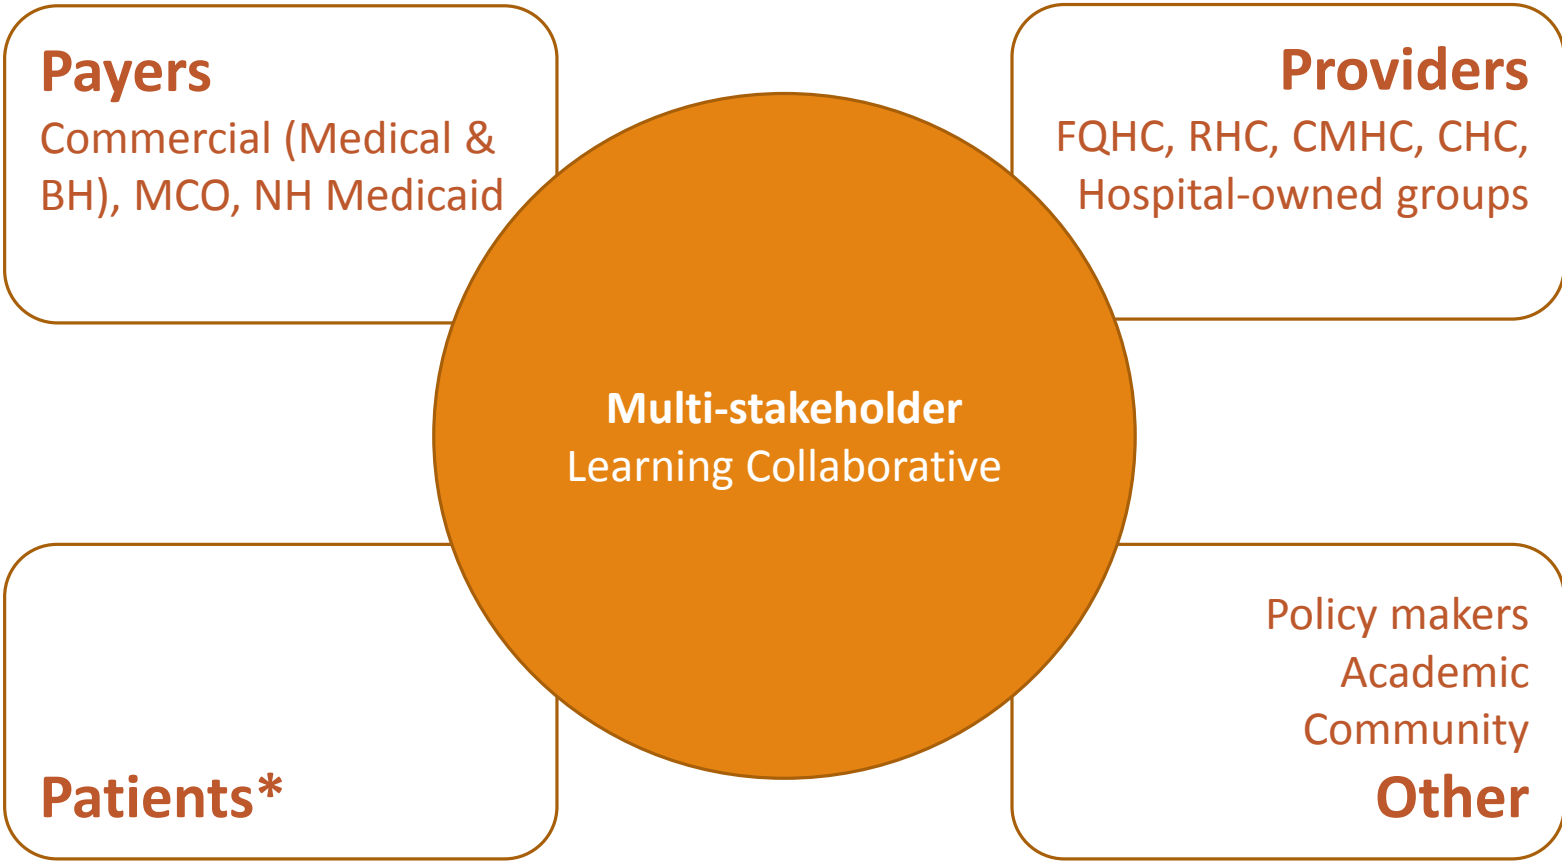 Payers
Commercial (Medical &
BH), MCO, NH Medicaid
Providers
FQHC, RHC, CMHC, CHC,
Hospital-owned groups
Multi-stakeholder
Learning Collaborative
Patients*
Policy makers
Academic
Community
Other